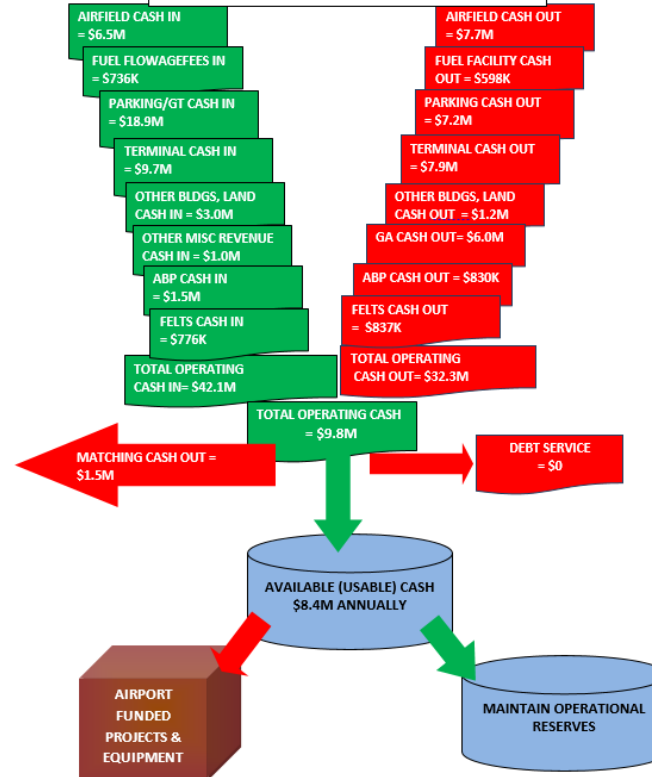 AIRFIELD CASH IN
= $6.5M
FUEL FLOWAGEFEES IN
= $736K
PARKING/GT CASH IN
= $18.9M
TERMINAL CASH IN
= $9.7M
OTHER BLDGS, LAND
CASH IN = $3.0M
OTHER MISC REVENUE
CASH IN = $1.0M
ABP CASH IN
= $1.5M
FELTS CASH IN
= $776K
TOTAL OPERATING
CASH IN= $42.1M
AIRFIELD CASH OUT
= $7.7M
FUEL FACILITY CASH
OUT = $598K
PARKING CASH OUT
= $7.2M
TERMINAL CASH OUT
= $7.9M
OTHER BLDGS, LAND
CASH OUT = $1.2M
GA CASH OUT= $6.0M
ABP CASH OUT = $830K
FELTS CASH OUT
= $837K
TOTAL OPERATING
CASH OUT= $32.3M
TOTAL OPERATING CASH
= $9.8M
MATCHING CASH OUT =
$1.5M
DEBT SERVICE
= $0
AVAILABLE (USABLE) CASH
$8.4M ANNUALLY
AIRPORT
FUNDED
PROJECTS &
EQUIPMENT
MAINTAIN OPERATIONAL
RESERVES